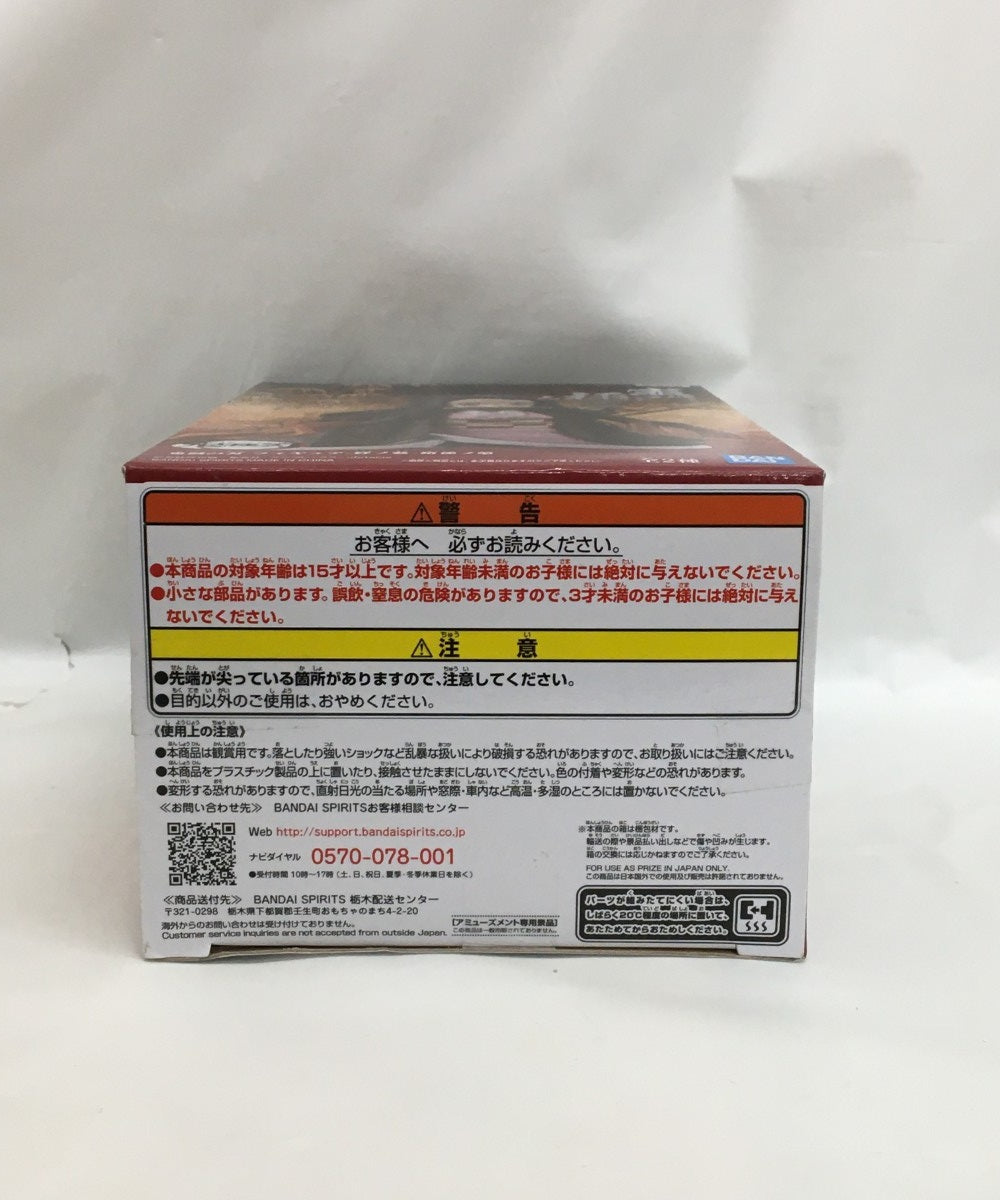 BANDAI SPIRITS MADE IN CHINA
全2種
⚠警告
お客様へ 必ずお読みください。
●本商品の対象年齢は15才以上です。対象年齢未満のお子様には絶対に与えないでください。
●小さな部品があります。誤飲・窒息の危険がありますので、3才未満のお子様には絶対に与え
ないでください。
⚠注意
●先端が尖っている箇所がありますので、注意してください。
●目的以外のご使用は、おやめください。
《使用上の注意》
●本商品は観賞用です。落としたり強いショックなど乱暴な扱いにより破損する恐れがありますので、お取り扱いにはご注意ください。
●本商品をプラスチック製品の上に置いたり、接触させたままにしないでください。色の付着や変形などの恐れがあります。
●変形する恐れがありますので、直射日光の当たる場所や窓際・車内など高温・多湿のところには置かないでください。
≪お問い合わせ先≫ BANDAI SPIRITSお客様相談センター
Web http://support.bandaispirits.co.jp
ナビダイヤル 0570-078-001
●受付時間 10時～17時 (土、日、祝日、夏季・冬季休業日を除く)
≪商品送付先≫ BANDAI SPIRITS 栃木配送センター
〒321-0298 栃木県下都賀郡壬生町おもちゃのまち4-2-20
海外からのお問い合わせは受け付けておりません。
Customer service inquiries are not accepted from outside Japan.
[アミューズメント専用景品]
この商品は一般市販されておりません。
※本商品の箱は梱包材です。
輸送の際や景品払い出しなどで傷や凹みが生じます。
箱の交換には応じかねますのでご了承ください。
FOR USE AS PRIZE IN JAPAN ONLY.
この商品は日本国外での使用及び販売は許諾されておりません。
パーツが組みたてにくい場合は、
しばらく20℃程度の場所に置いて、
あたためてからおためしください。